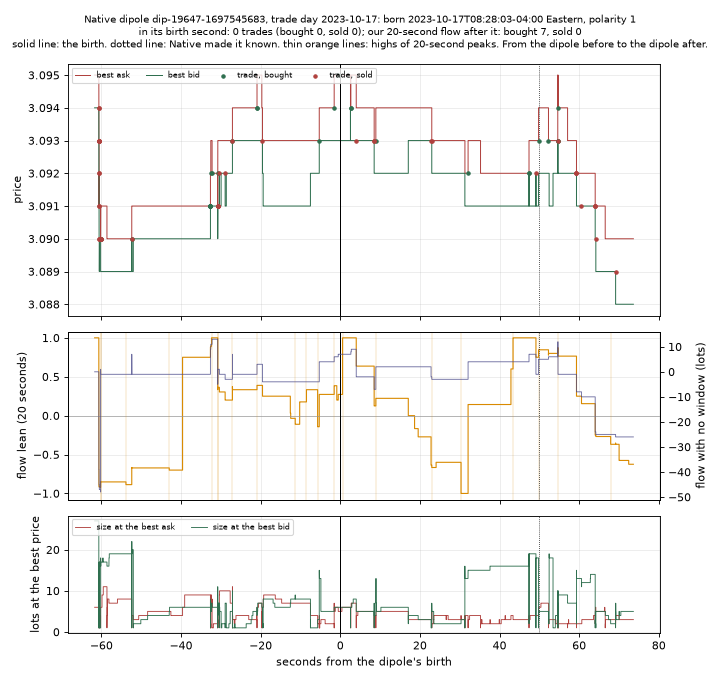 Native dipole dip-19647-1697545683, trade day 2023-10-17: born 2023-10-17T08:28:03-04:00 Eastern, polarity 1
in its birth second: 0 trades (bought 0, sold 0); our 20-second flow after it: bought 7, sold 0
solid line: the birth. dotted line: Native made it known. thin orange lines: highs of 20-second peaks. From the dipole before to the dipole after.
best ask
best bid
trade, bought
trade, sold
3.095
3.094
3.093
3.092
3.091
3.090
3.089
3.088
price
1.0
0.5
0.0
−0.5
−1.0
flow lean (20 seconds)
10
0
−10
−20
−30
−40
−50
flow with no window (lots)
size at the best ask
size at the best bid
20
10
0
lots at the best price
−60
−40
−20
0
20
40
60
80
seconds from the dipole's birth